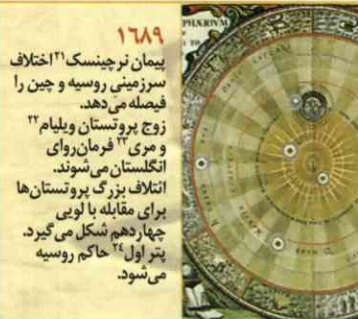 ۱۶۸۹
پیمان نرچینسک۲۱ اختلاف
سرزمینی روسیه و چین را
فیصله می‌دهد.
زوج پروتستان ویلیام۲۲
و مری۲۳ فرمان‌روای
انگلستان می‌شوند.
ائتلاف بزرگ پروتستان‌ها
برای مقابله با لویی
چهاردهم شکل می‌گیرد.
پتر اول۲۴ حاکم روسیه
می‌شود.
PHÆRIVM